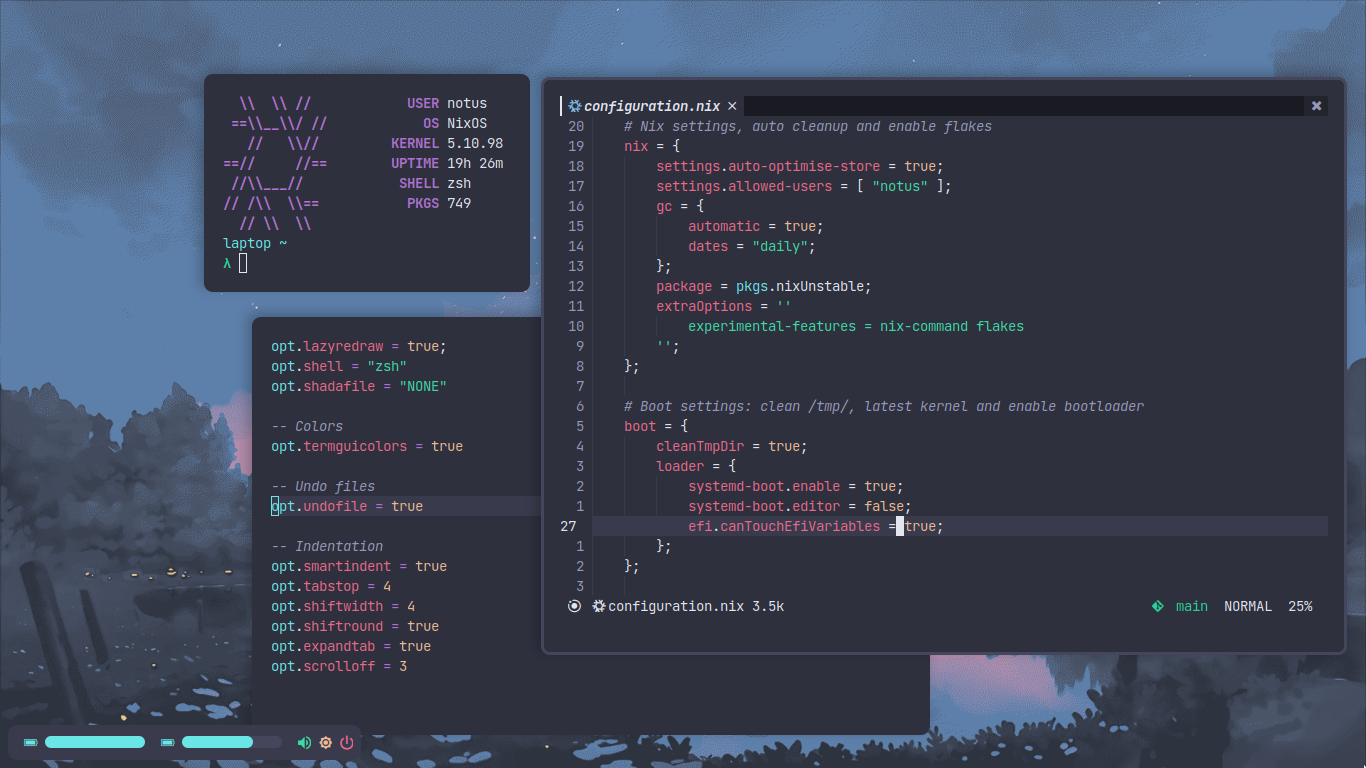 \\  \\ //
==\\__\\/ //
//   \\//
==//     //==
//\\___//
// /\\  \\==
// \\  \\
USER notus
OS NixOS
KERNEL 5.10.98
UPTIME 19h 26m
SHELL zsh
PKGS 749
laptop ~
λ
opt.lazyredraw = true;
opt.shell = "zsh"
opt.shadafile = "NONE"
-- Colors
opt.termguicolors = true
-- Undo files
opt.undofile = true
-- Indentation
opt.smartindent = true
opt.tabstop = 4
opt.shiftwidth = 4
opt.shiftround = true
opt.expandtab = true
opt.scrolloff = 3
configuration.nix ×
20 # Nix settings, auto cleanup and enable flakes
19 nix = {
18 settings.auto-optimise-store = true;
17 settings.allowed-users = [ "notus" ];
16 gc = {
15 automatic = true;
14 dates = "daily";
13 };
12 package = pkgs.nixUnstable;
11 extraOptions = ''
10 experimental-features = nix-command flakes
9 '';
8 };
7
6 # Boot settings: clean /tmp/, latest kernel and enable bootloader
5 boot = {
4 cleanTmpDir = true;
3 loader = {
2 systemd-boot.enable = true;
1 systemd-boot.editor = false;
27 efi.canTouchEfiVariables = true;
1 };
2 };
3
configuration.nix 3.5k main NORMAL 25%